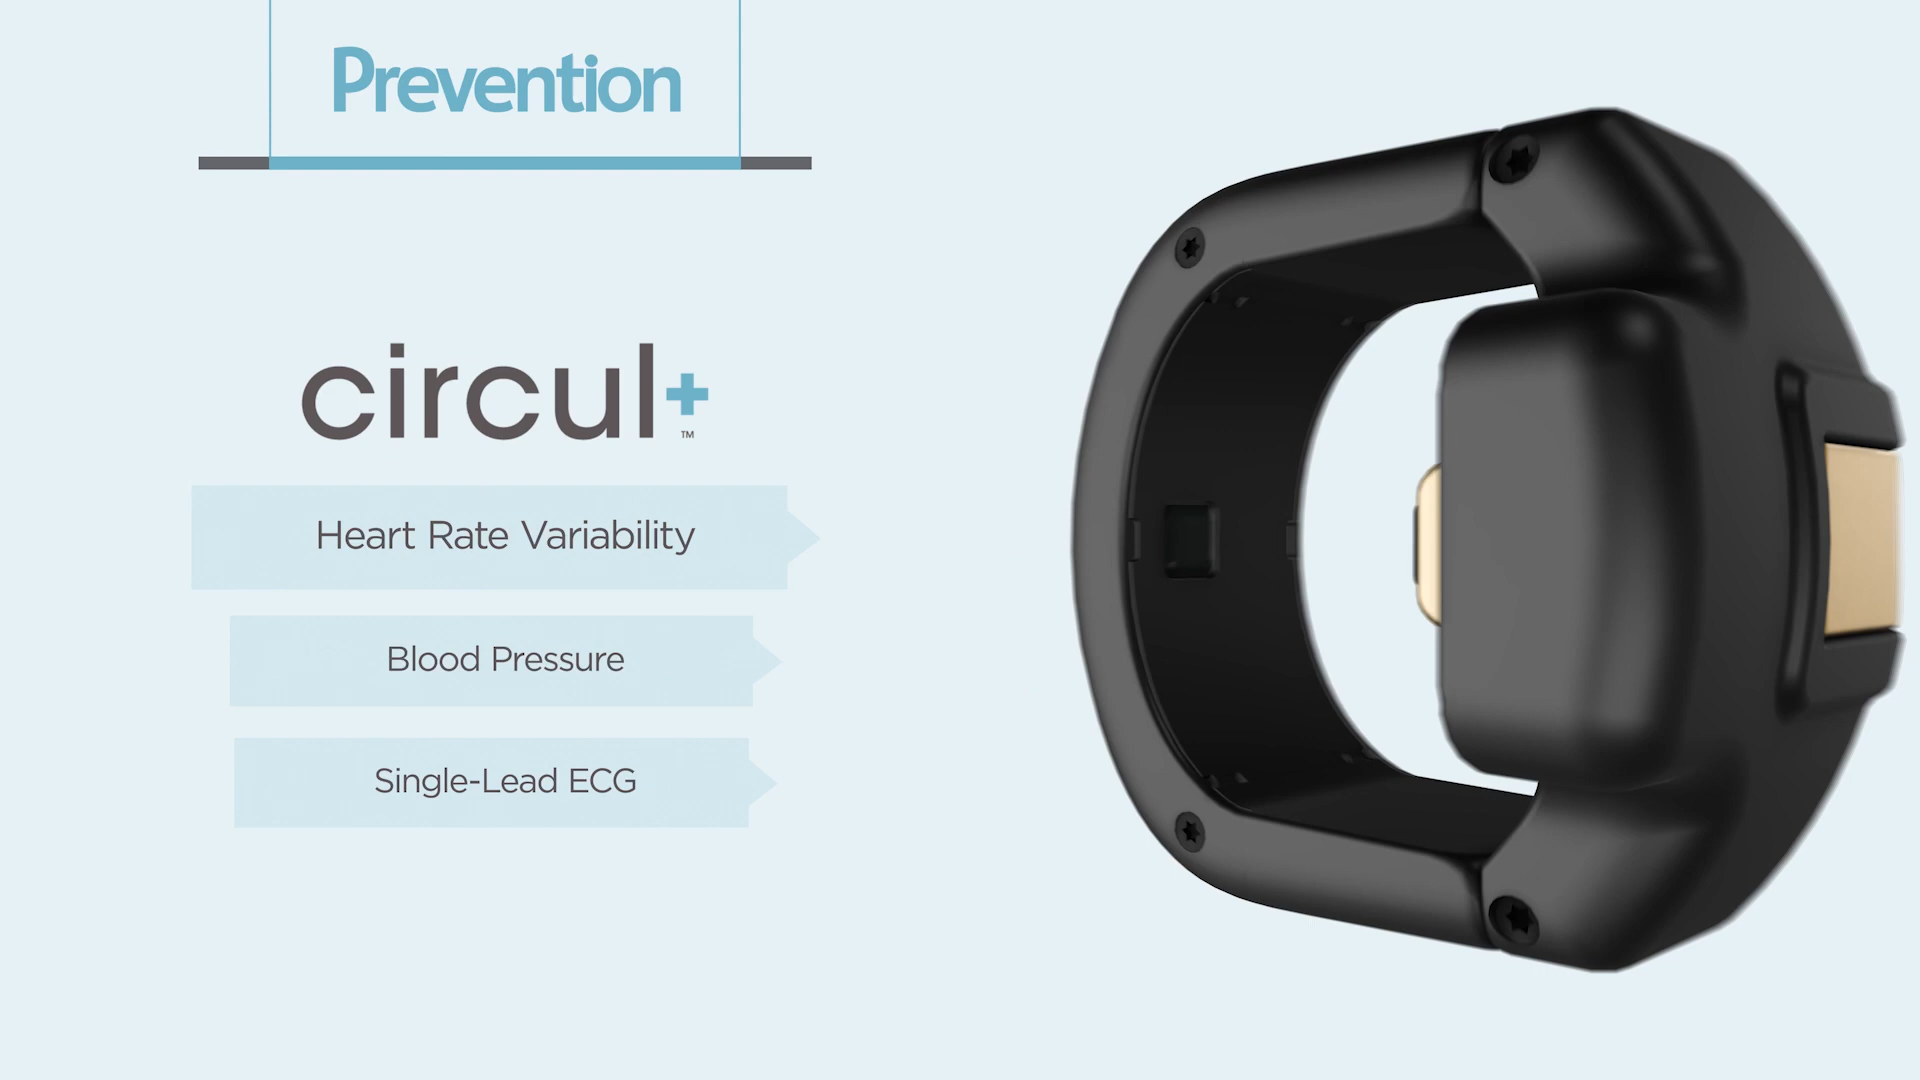 Prevention
circul+™
Heart Rate Variability
Blood Pressure
Single-Lead ECG